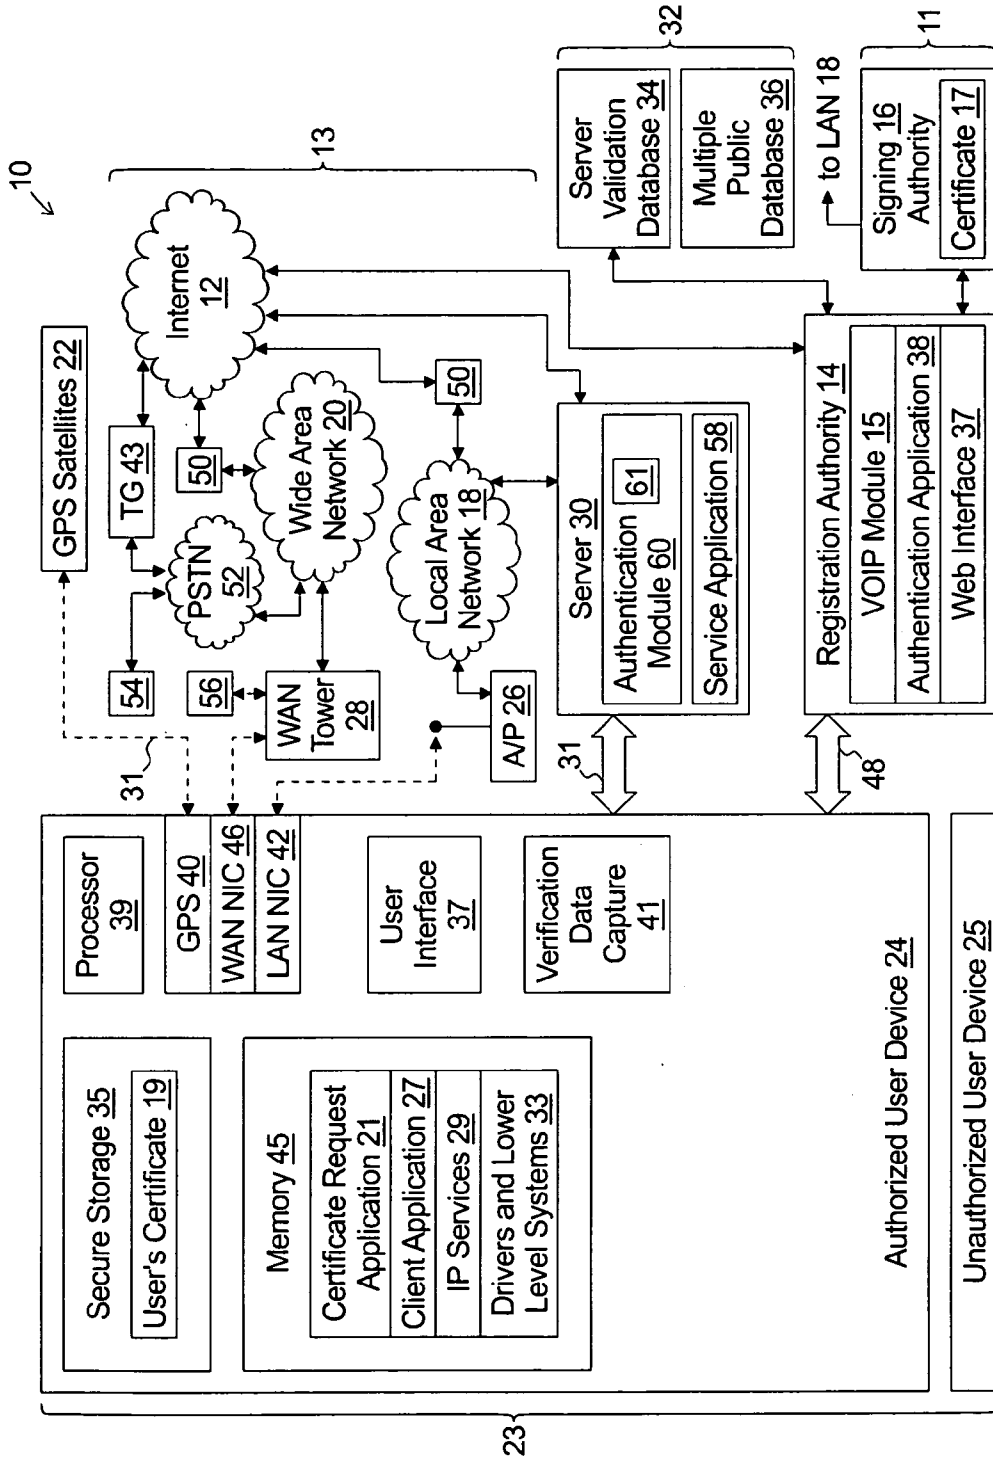 10
GPS Satellites 22
31
54
PSTN
52
TG 43
Internet
12
13
56
50
Wide Area
Network 20
WAN
Tower
28
A/P 26
Local Area
Network 18
50
Server 30
Authentication
Module 60
61
Service Application 58
31
Server
Validation
Database 34
Multiple
Public
Database 36
32
to LAN 18
Registration Authority 14
VOIP Module 15
Authentication Application 38
Web Interface 37
48
Signing 16
Authority
Certificate 17
11
Secure Storage 35
User's Certificate 19
Processor
39
GPS 40
WAN NIC 46
LAN NIC 42
Memory 45
Certificate Request
Application 21
Client Application 27
IP Services 29
Drivers and Lower
Level Systems 33
User
Interface
37
Verification
Data
Capture
41
Authorized User Device 24
Unauthorized User Device 25
23